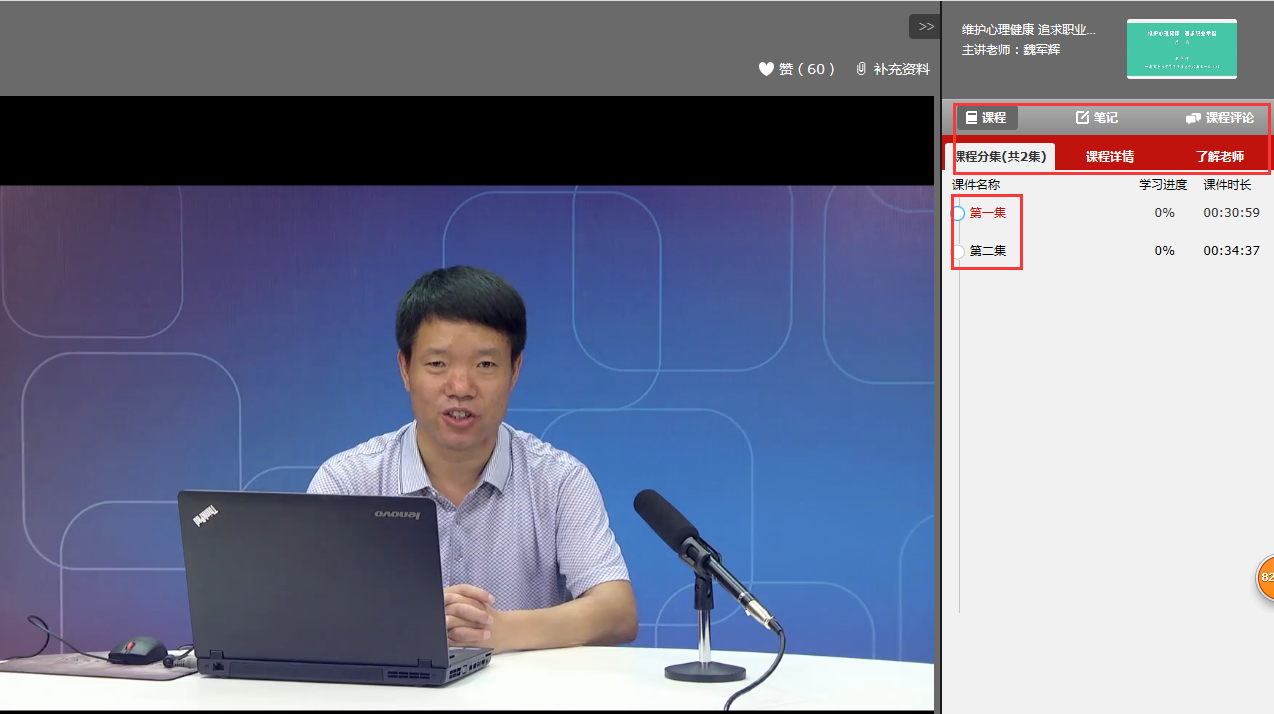 >>
赞 ( 60 )
补充资料
维护心理健康 追求职业...
主讲老师：魏军辉
课程
笔记
课程评论
课程分集(共2集)
课程详情
了解老师
课件名称 学习进度 课件时长
第一集 0% 00:30:59
第二集 0% 00:34:37
82
ThinkPad
lenovo